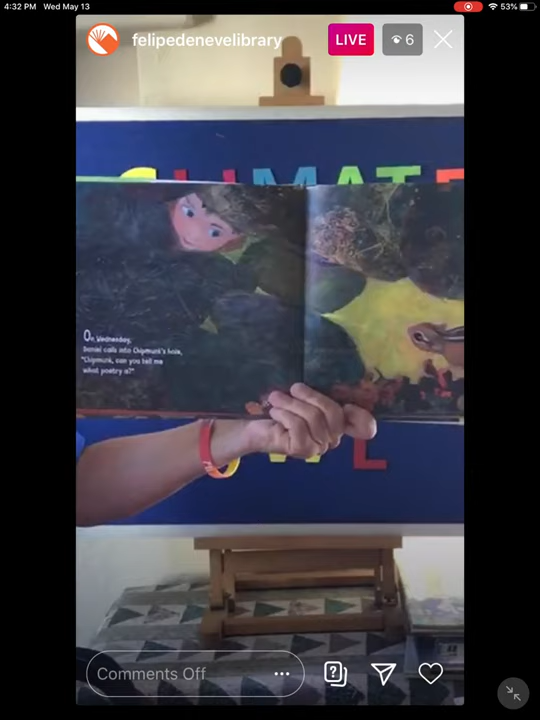 4:32 PM Wed May 13
53%
felipedenevelibrary
LIVE
6
CLIMATE
On Wednesday,
Daniel calls into Chipmunk's hole,
"Chipmunk, can you tell me
what poetry is?"
L
Comments Off